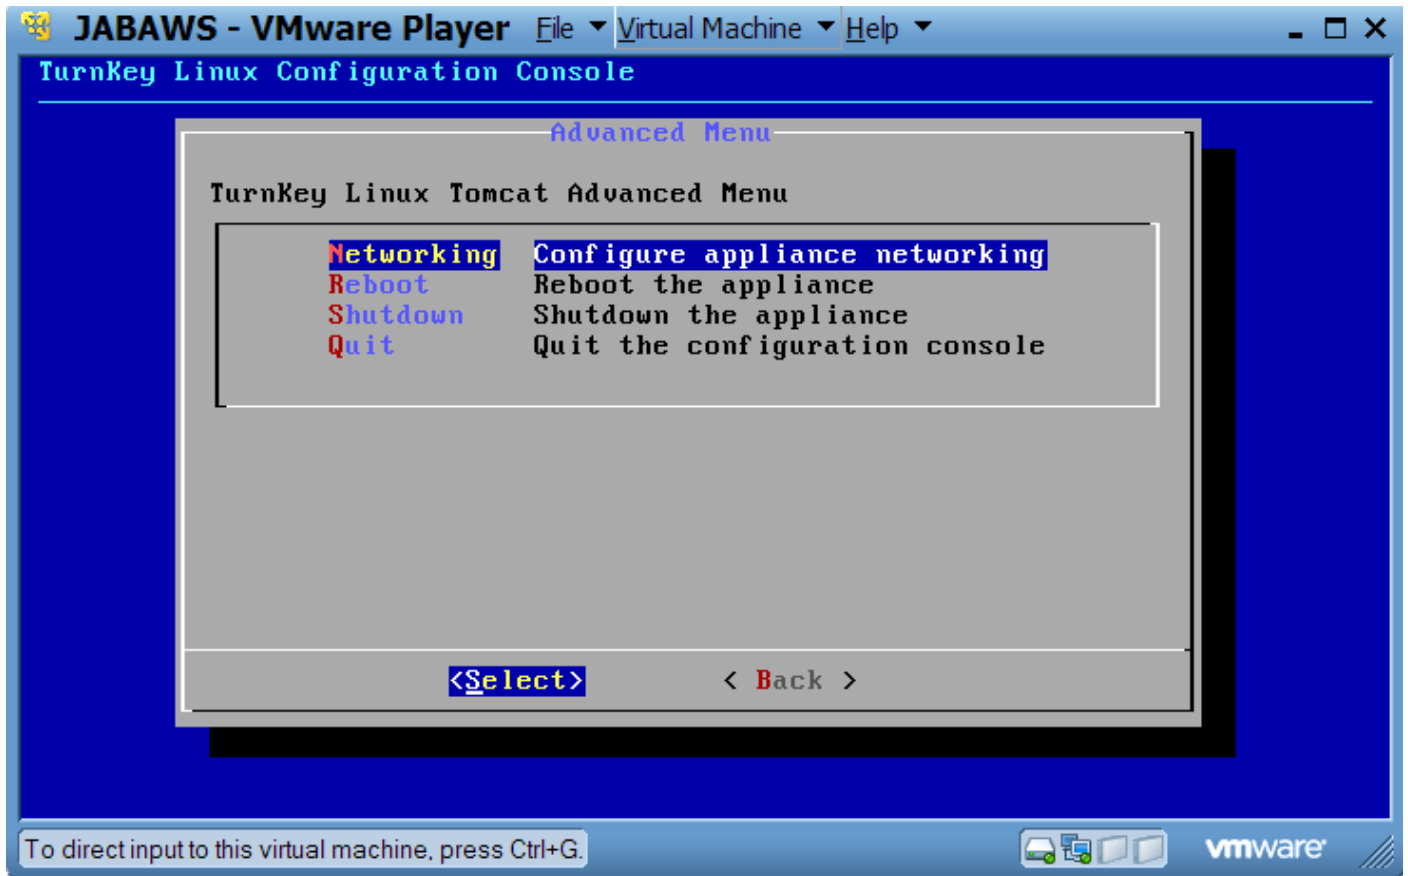 JABAWS - VMware Player File Virtual Machine Help
TurnKey Linux Configuration Console
Advanced Menu
TurnKey Linux Tomcat Advanced Menu
Networking Configure appliance networking
Reboot Reboot the appliance
Shutdown Shutdown the appliance
Quit Quit the configuration console
<Select> < Back >
To direct input to this virtual machine, press Ctrl+G. vmware